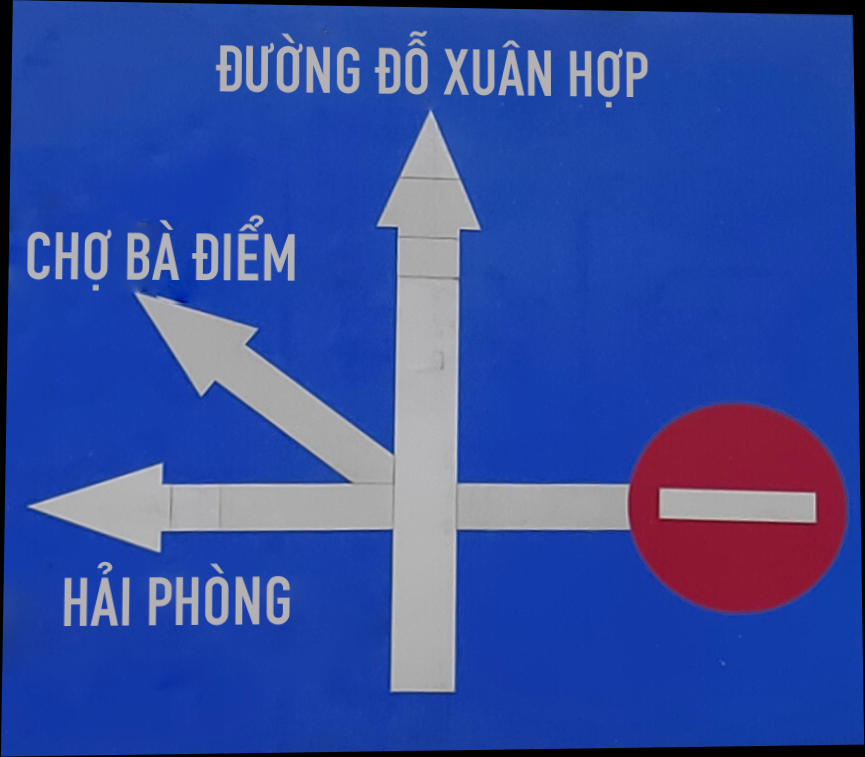 ĐƯỜNG ĐỖ XUÂN HỢP
CHỢ BÀ ĐIỂM
HẢI PHÒNG